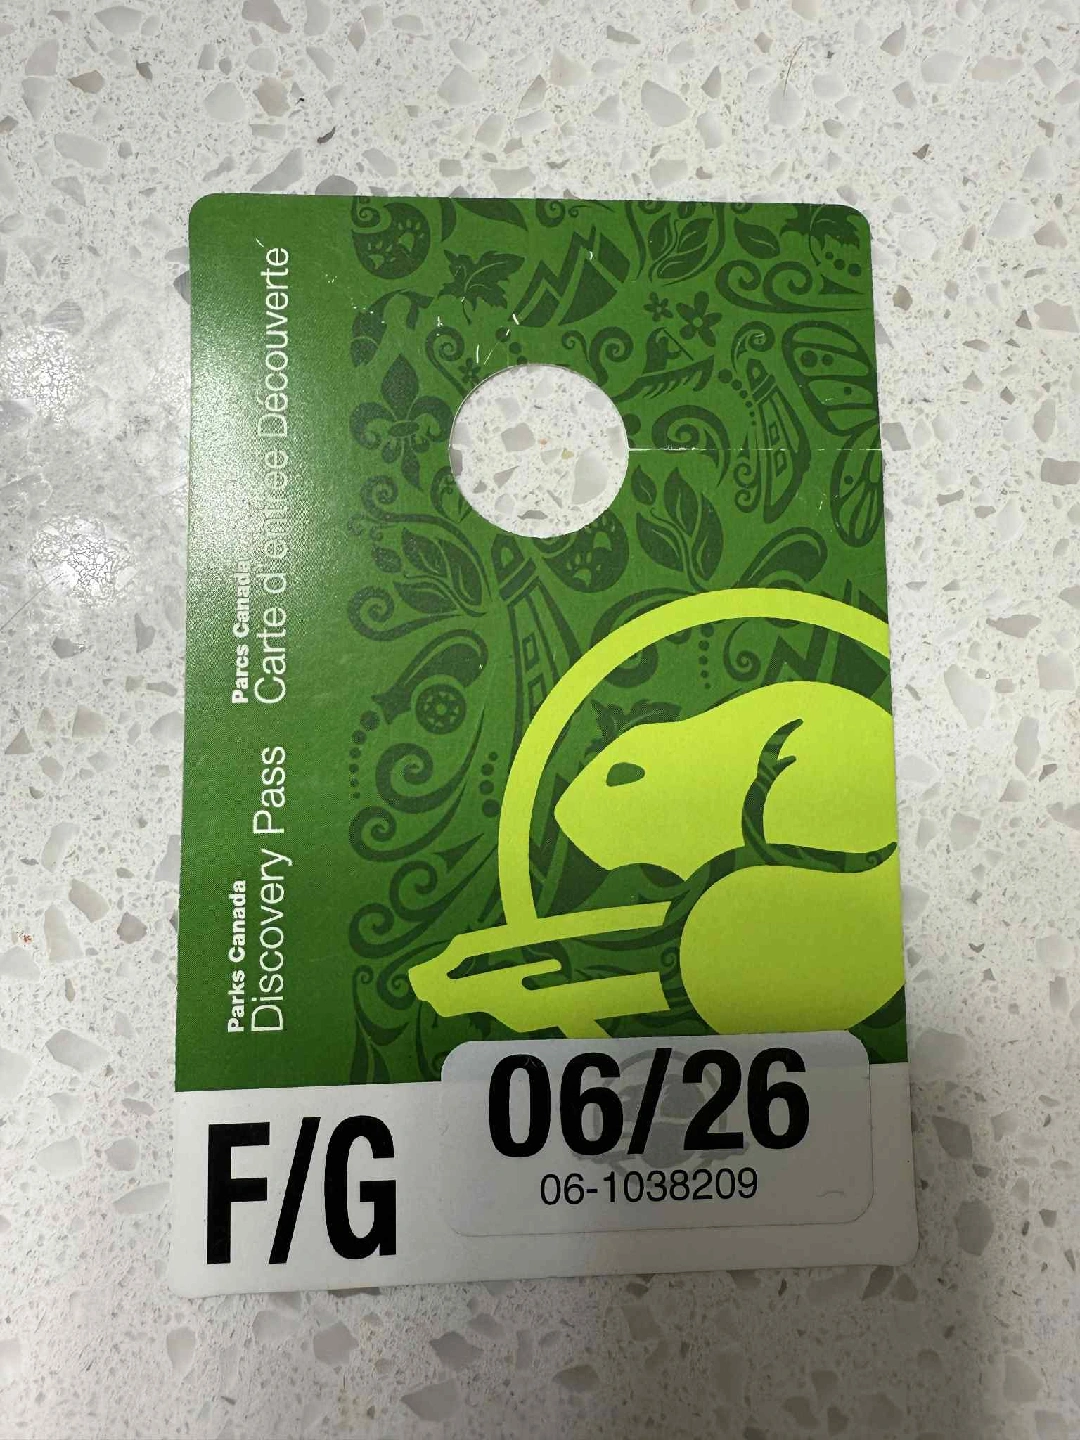 Parks Canada
Discovery Pass
Parcs Canada
Carte d'entrée Découverte
F/G
06/26
06-1038209